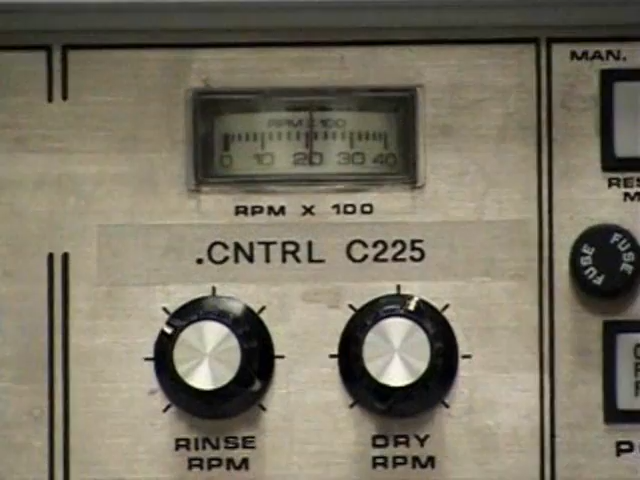 RPM X 100
0 10 20 30 40
RPM X 100
.CNTRL C225
RINSE
RPM
DRY
RPM
MAN.
FUSE
FUSE